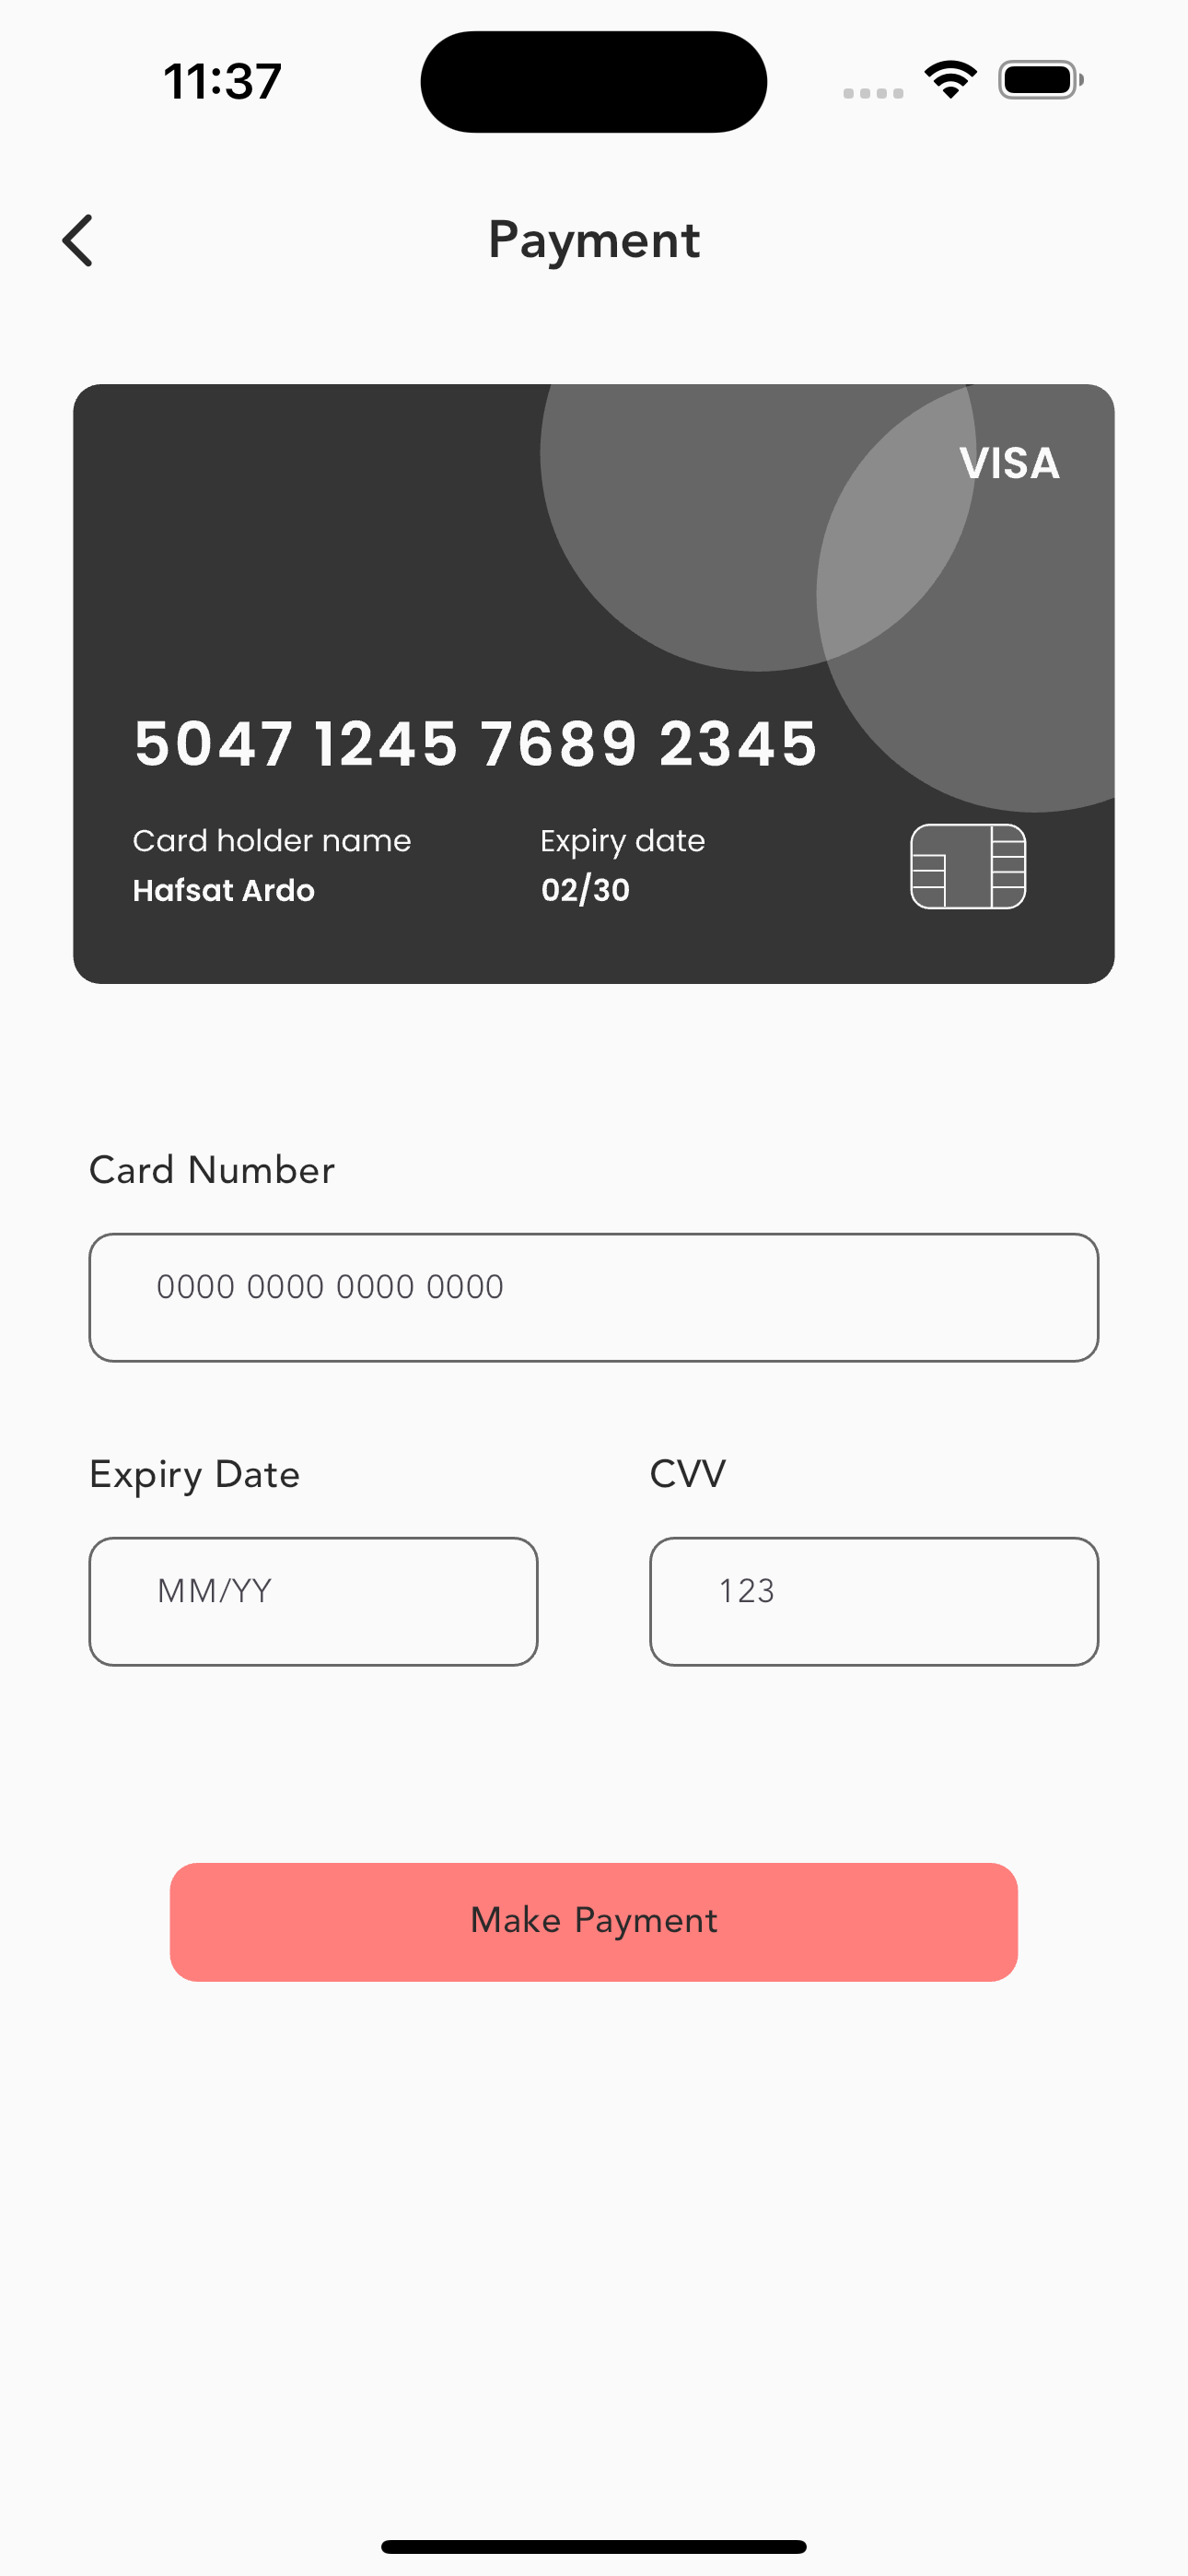 11:37
Payment
VISA
5047 1245 7689 2345
Card holder name Expiry date
Hafsat Ardo 02/30
Card Number
0000 0000 0000 0000
Expiry Date CVV
MM/YY 123
Make Payment